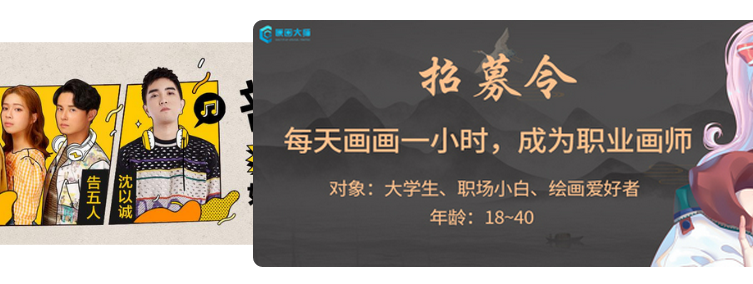 告五人
沈以诚
招募令
每天画画一小时，成为职业画师
对象：大学生、职场小白、绘画爱好者
年龄：18~40